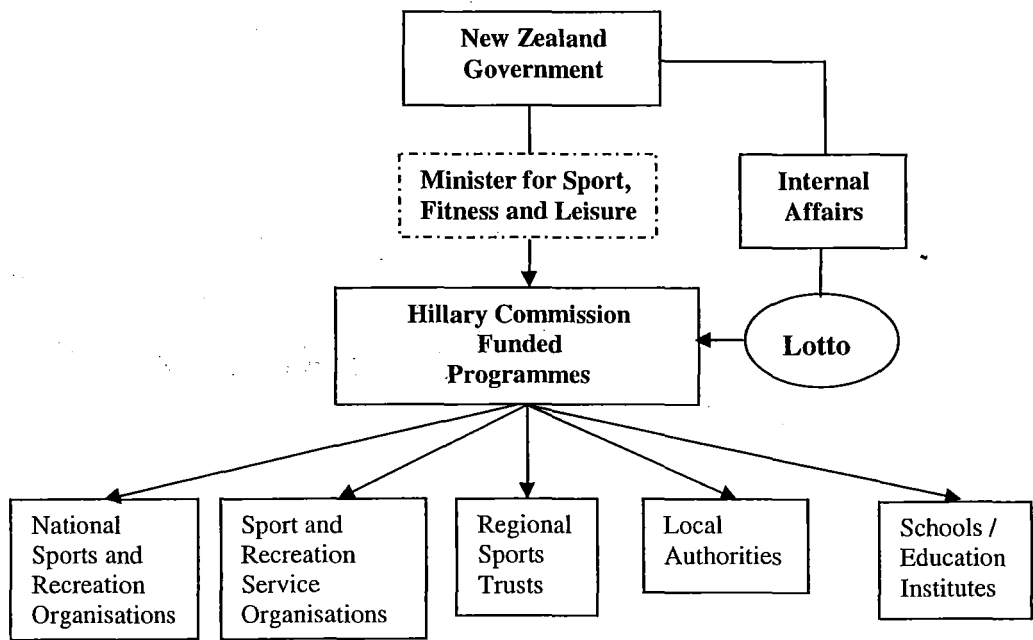 New Zealand
Government
Minister for Sport,
Fitness and Leisure
Internal
Affairs
Hillary Commission
Funded
Programmes
Lotto
National
Sports and
Recreation
Organisations
Sport and
Recreation
Service
Organisations
Regional
Sports
Trusts
Local
Authorities
Schools /
Education
Institutes